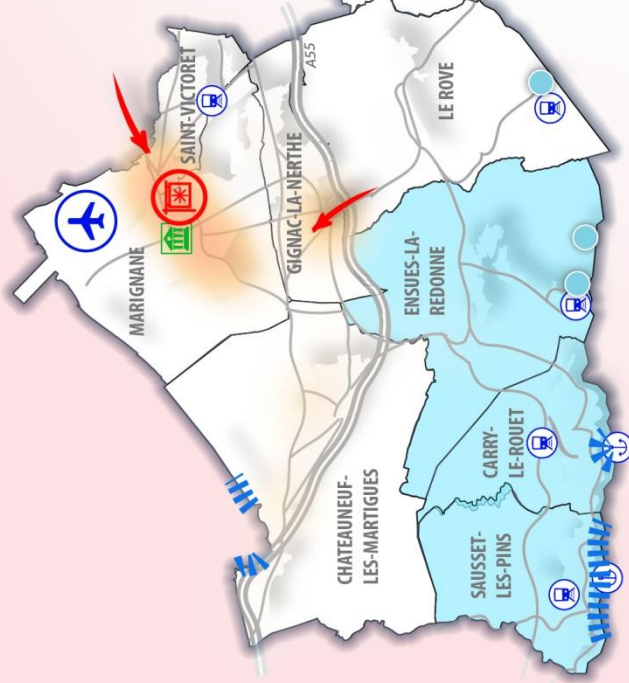 MARIGNANE
SAINT-VICTORET
GIGNAC-LA-NERTHE
A55
LE ROVE
CHATEAUNEUF-
LES-MARTIGUES
ENSUES-LA-
REDONNE
CARRY-
LE-ROUET
SAUSSET-
LES-PINS